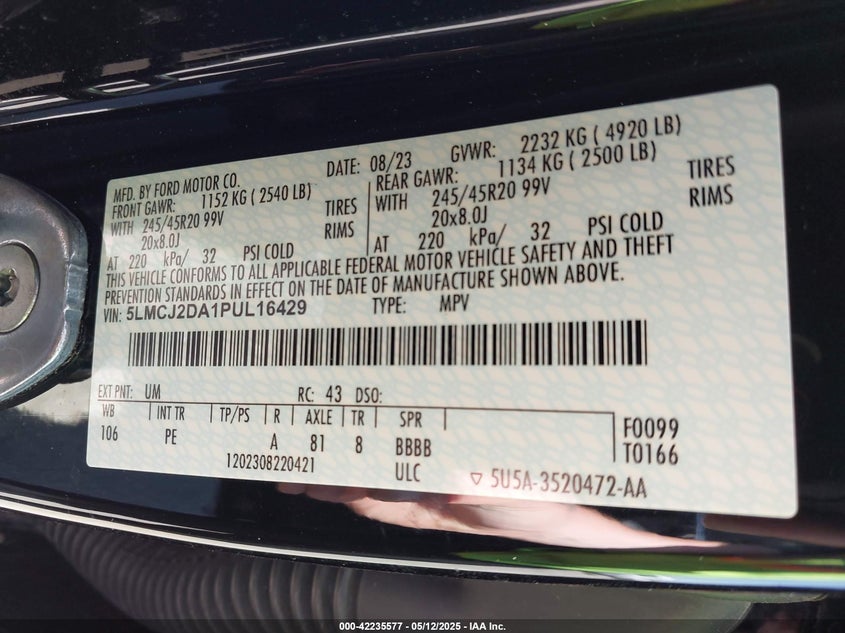 MFD. BY FORD MOTOR CO. DATE: 08/23 GVWR: 2232 KG ( 4920 LB)
FRONT GAWR: 1152 KG ( 2540 LB)
WITH 245/45R20 99V TIRES
20x8.0J RIMS
AT 220 kPa/ 32 PSI COLD
REAR GAWR: 1134 KG ( 2500 LB)
WITH 245/45R20 99V TIRES
20x8.0J RIMS
AT 220 kPa/ 32 PSI COLD
THIS VEHICLE CONFORMS TO ALL APPLICABLE FEDERAL MOTOR VEHICLE SAFETY AND THEFT
PREVENTION STANDARDS IN EFFECT ON THE DATE OF MANUFACTURE SHOWN ABOVE.
VIN: 5LMCJ2DA1PUL16429 TYPE: MPV
EXT PNT: UM RC: 43 DSO:
WB INT TR TP/PS R AXLE TR SPR
106 PE A 81 8 BBBB
F0099
T0166
1202308220421 ULC ▽ 5U5A-3520472-AA
000-42235577 - 05/12/2025 - IAA Inc.